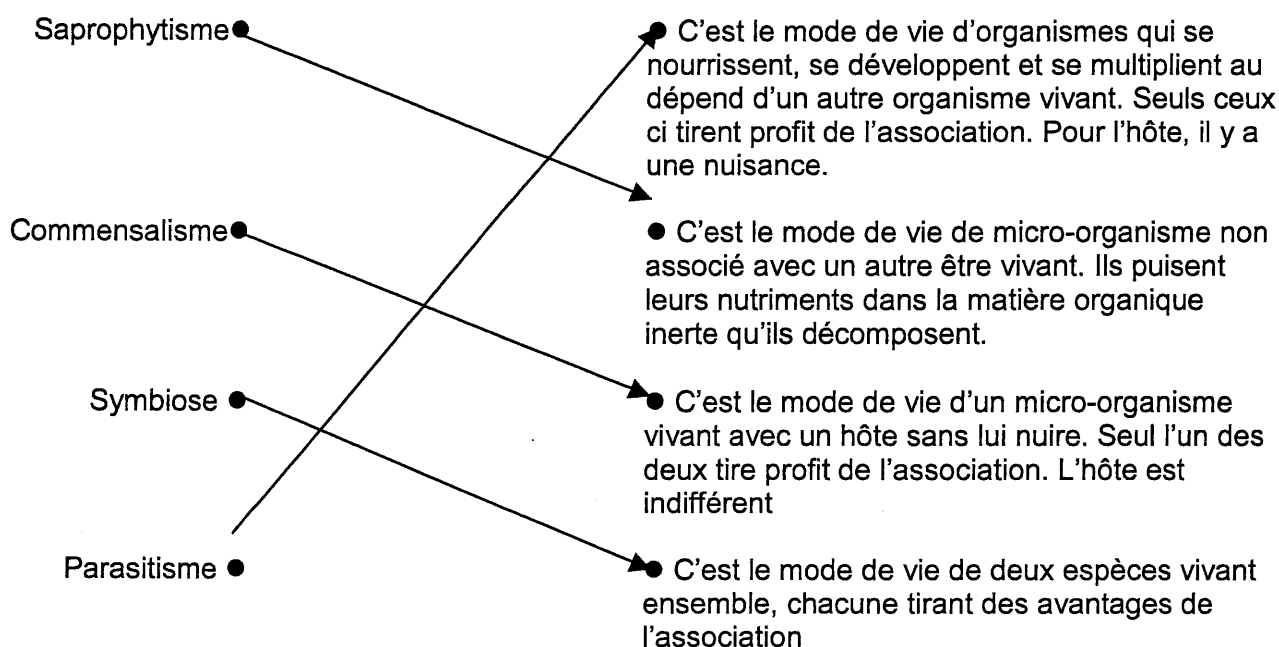 Saprophytisme●
● C’est le mode de vie d’organismes qui se
nourrissent, se développent et se multiplient au
dépend d’un autre organisme vivant. Seuls ceux
ci tirent profit de l’association. Pour l’hôte, il y a
une nuisance.
Commensalisme●
● C’est le mode de vie de micro-organisme non
associé avec un autre être vivant. Ils puisent
leurs nutriments dans la matière organique
inerte qu’ils décomposent.
Symbiose ●
● C’est le mode de vie d’un micro-organisme
vivant avec un hôte sans lui nuire. Seul l’un des
deux tire profit de l’association. L’hôte est
indifférent
Parasitisme ●
● C’est le mode de vie de deux espèces vivant
ensemble, chacune tirant des avantages de
l’association